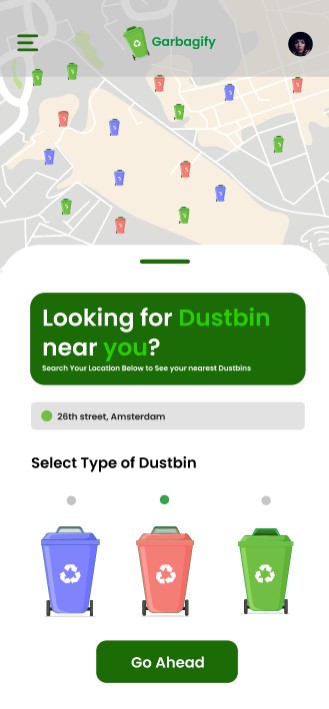 Garbagify
Looking for Dustbin
near you?
Search Your Location Below to See your nearest Dustbins
26th street, Amsterdam
Select Type of Dustbin
Go Ahead